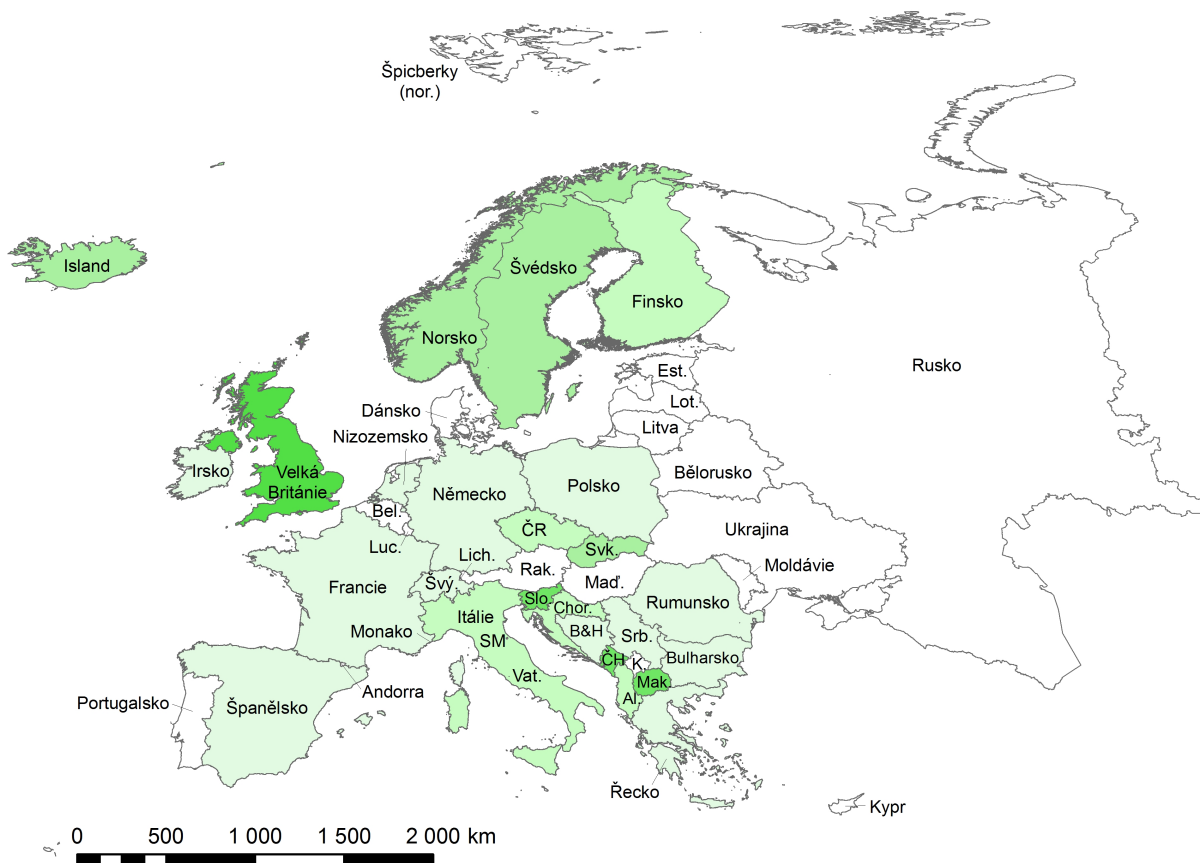 Špicberky
(nor.)
Island
Švédsko
Finsko
Norsko
Rusko
Est.
Lot.
Dánsko
Litva
Nizozemsko
Irsko
Velká
Británie
Bělorusko
Německo
Polsko
Bel.
ČR
Ukrajina
Luc.
Lich.
Svk.
Moldávie
Rak.
Maď.
Francie
Švý
Slo.
Chor.
Rumunsko
Itálie
B&H
Srb.
Monako
SM
ČH
K.
Bulharsko
Vat.
Mak.
Andorra
Al.
Portugalsko
Španělsko
Řecko
Kypr
0 500 1 000 1 500 2 000 km